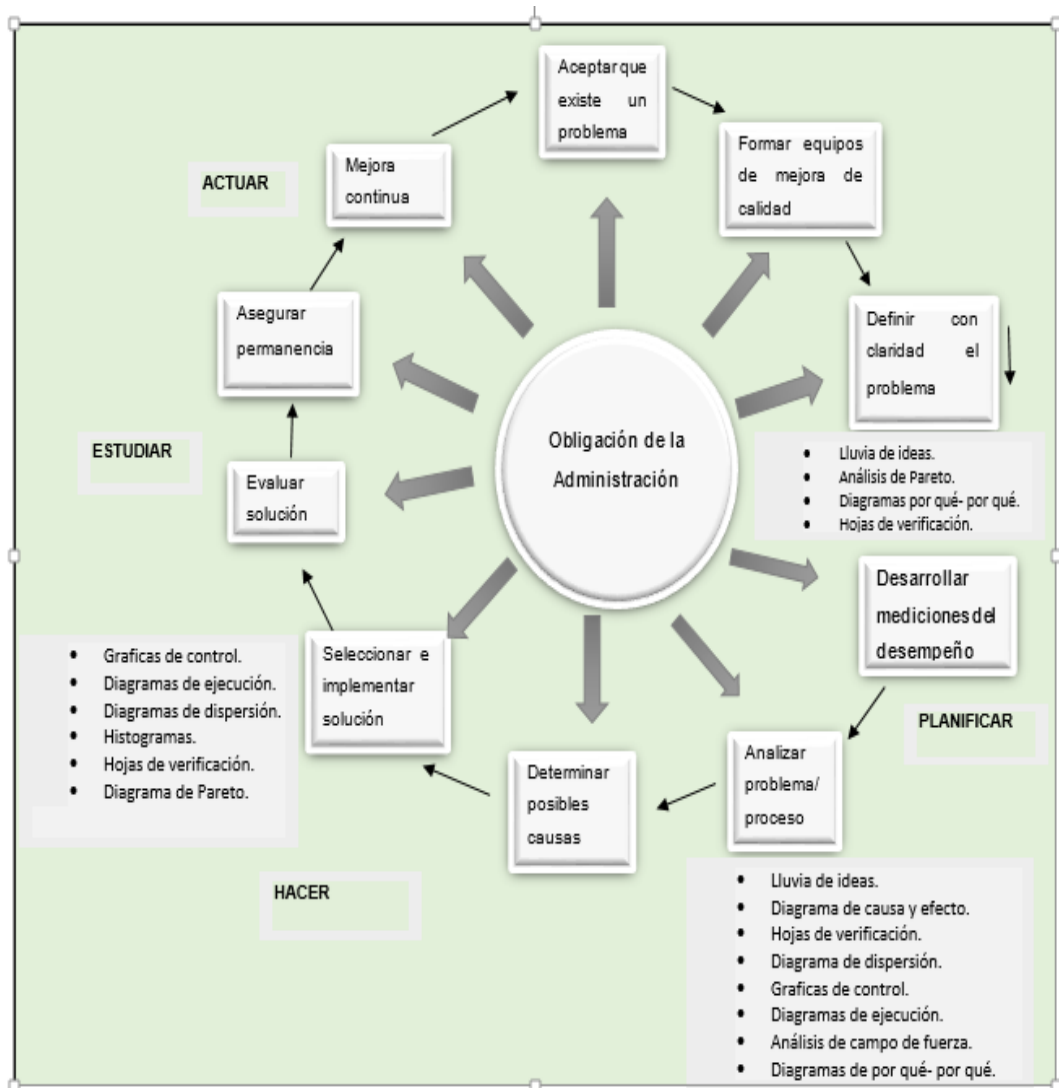 Aceptar que
existe un
problema
Formar equipos
de mejora de
calidad
Definir con
claridad el
problema
• Lluvia de ideas.
• Análisis de Pareto.
• Diagramas por qué- por qué.
• Hojas de verificación.
Desarrollar
mediciones del
desempeño
PLANIFICAR
Analizar
problema/
proceso
• Lluvia de ideas.
• Diagrama de causa y efecto.
• Hojas de verificación.
• Diagrama de dispersión.
• Graficas de control.
• Diagramas de ejecución.
• Análisis de campo de fuerza.
• Diagramas de por qué- por qué.
Determinar
posibles
causas
HACER
Seleccionar e
implementar
solución
• Graficas de control.
• Diagramas de ejecución.
• Diagramas de dispersión.
• Histogramas.
• Hojas de verificación.
• Diagrama de Pareto.
Evaluar
solución
ESTUDIAR
Asegurar
permanencia
Mejora
continua
ACTUAR
Obligación de la
Administración